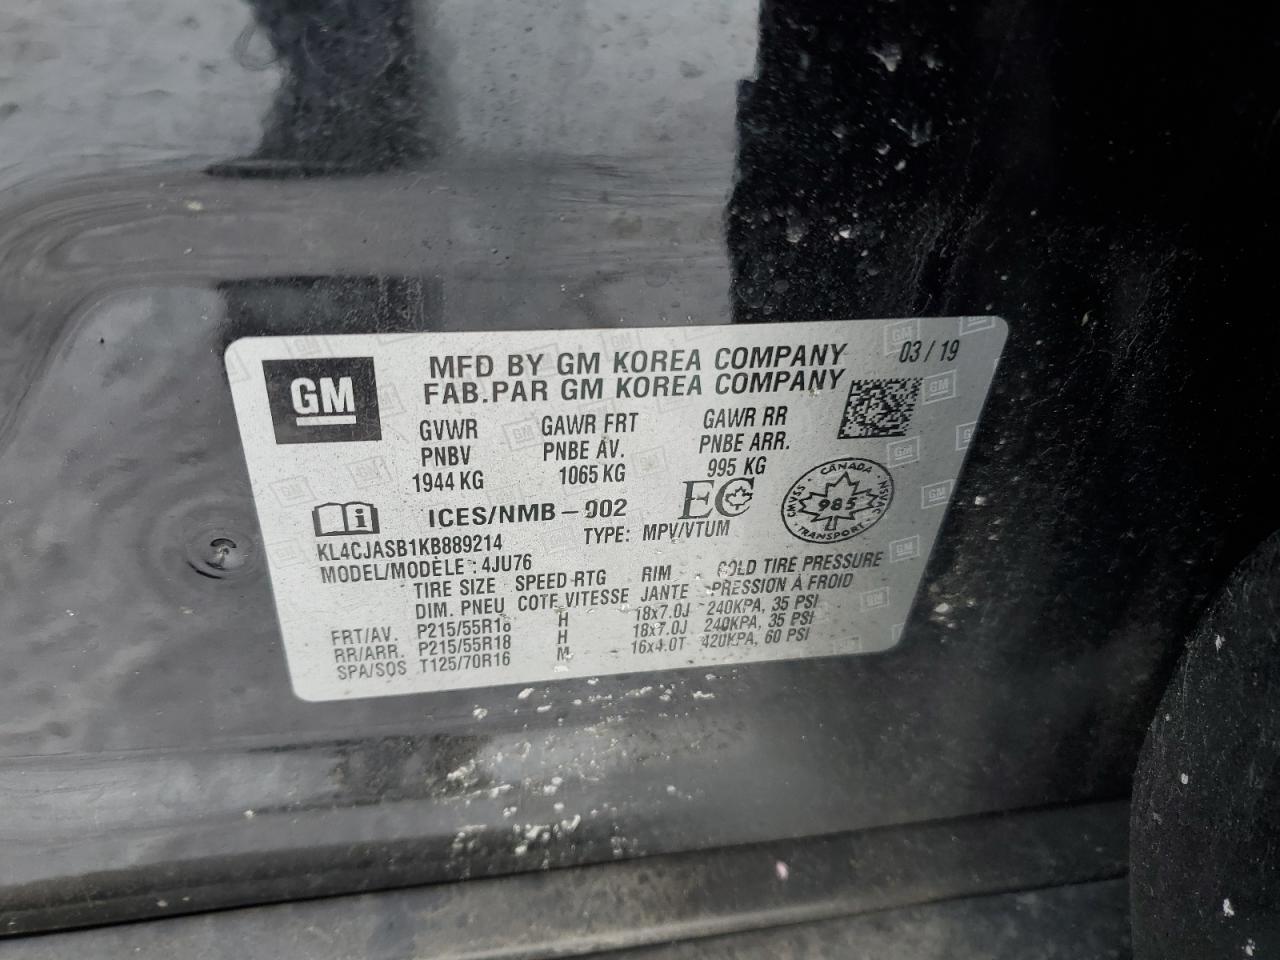 GM
MFD BY GM KOREA COMPANY 03/19
FAB.PAR GM KOREA COMPANY
GVWR GAWR FRT GAWR RR
PNBV PNBE AV. PNBE ARR.
1944 KG 1065 KG 995 KG
ICES/NMB-002 EC
CANADA
CMVSS 985 NSVAC
TRANSPORT
KL4CJASB1KB889214 TYPE: MPV/VTUM
MODEL/MODÈLE: 4JU76
TIRE SIZE SPEED RTG RIM COLD TIRE PRESSURE
DIM. PNEU COTE VITESSE JANTE PRESSION À FROID
FRT/AV. P215/55R18 H 18x7.0J 240KPA, 35 PSI
RR/ARR. P215/55R18 H 18x7.0J 240KPA, 35 PSI
SPA/SOS T125/70R16 M 16x4.0T 420KPA, 60 PSI